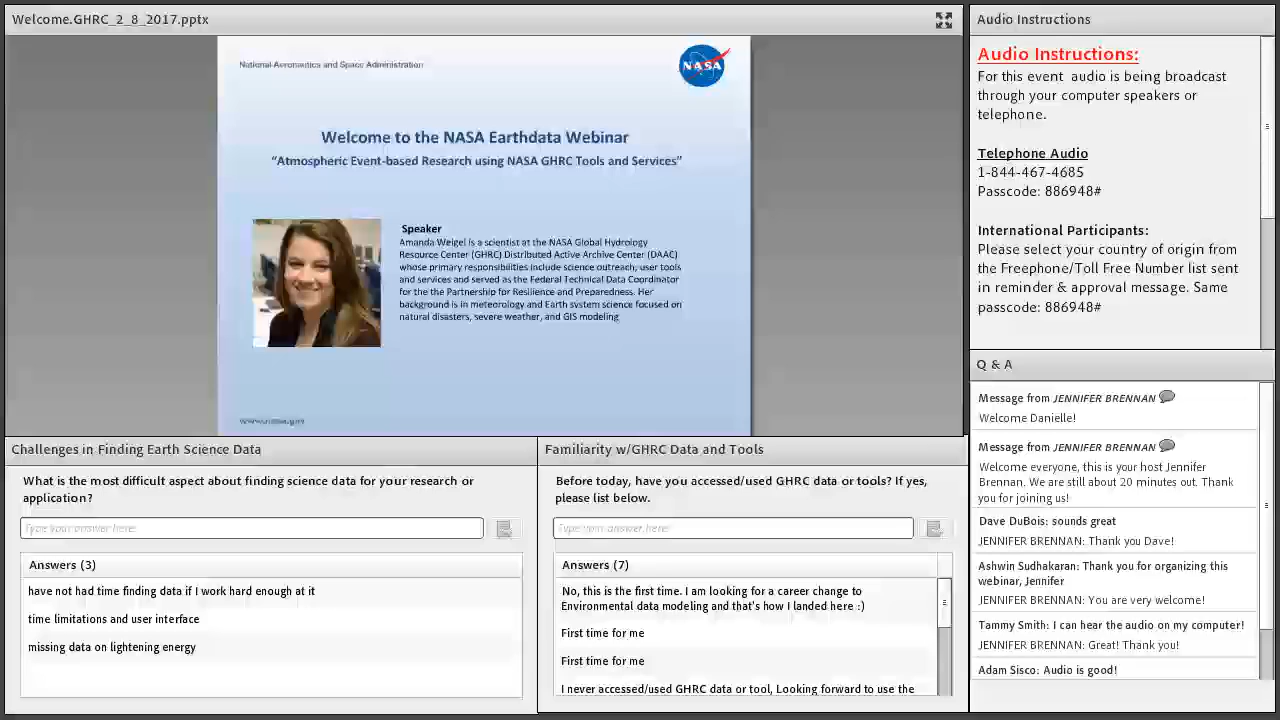 Welcome.GHRC_2_8_2017.pptx
National Aeronautics and Space Administration
NASA
Welcome to the NASA Earthdata Webinar
“Atmospheric Event-based Research using NASA GHRC Tools and Services”
Speaker
Amanda Weigel is a scientist at the NASA Global Hydrology
Resource Center (GHRC) Distributed Active Archive Center (DAAC)
whose primary responsibilities include science outreach, user tools
and services and served as the Federal Technical Data Coordinator
for the the Partnership for Resilience and Preparedness. Her
background is in meteorology and Earth system science focused on
natural disasters, severe weather, and GIS modeling
www.nasa.gov
Challenges in Finding Earth Science Data
What is the most difficult aspect about finding science data for your research or
application?
Type your answer here.
Answers (3)
have not had time finding data if I work hard enough at it
time limitations and user interface
missing data on lightening energy
Familiarity w/GHRC Data and Tools
Before today, have you accessed/used GHRC data or tools? If yes,
please list below.
Type your answer here.
Answers (7)
No, this is the first time. I am looking for a career change to
Environmental data modeling and that's how I landed here :)
First time for me
First time for me
I never accessed/used GHRC data or tool, Looking forward to use the
Audio Instructions
Audio Instructions:
For this event audio is being broadcast
through your computer speakers or
telephone.
Telephone Audio
1-844-467-4685
Passcode: 886948#
International Participants:
Please select your country of origin from
the Freephone/Toll Free Number list sent
in reminder & approval message. Same
passcode: 886948#
Q & A
Message from JENNIFER BRENNAN
Welcome Danielle!
Message from JENNIFER BRENNAN
Welcome everyone, this is your host Jennifer
Brennan. We are still about 20 minutes out. Thank
you for joining us!
Dave DuBois: sounds great
JENNIFER BRENNAN: Thank you Dave!
Ashwin Sudhakaran: Thank you for organizing this
webinar, Jennifer
JENNIFER BRENNAN: You are very welcome!
Tammy Smith: I can hear the audio on my computer!
JENNIFER BRENNAN: Great! Thank you!
Adam Sisco: Audio is good!